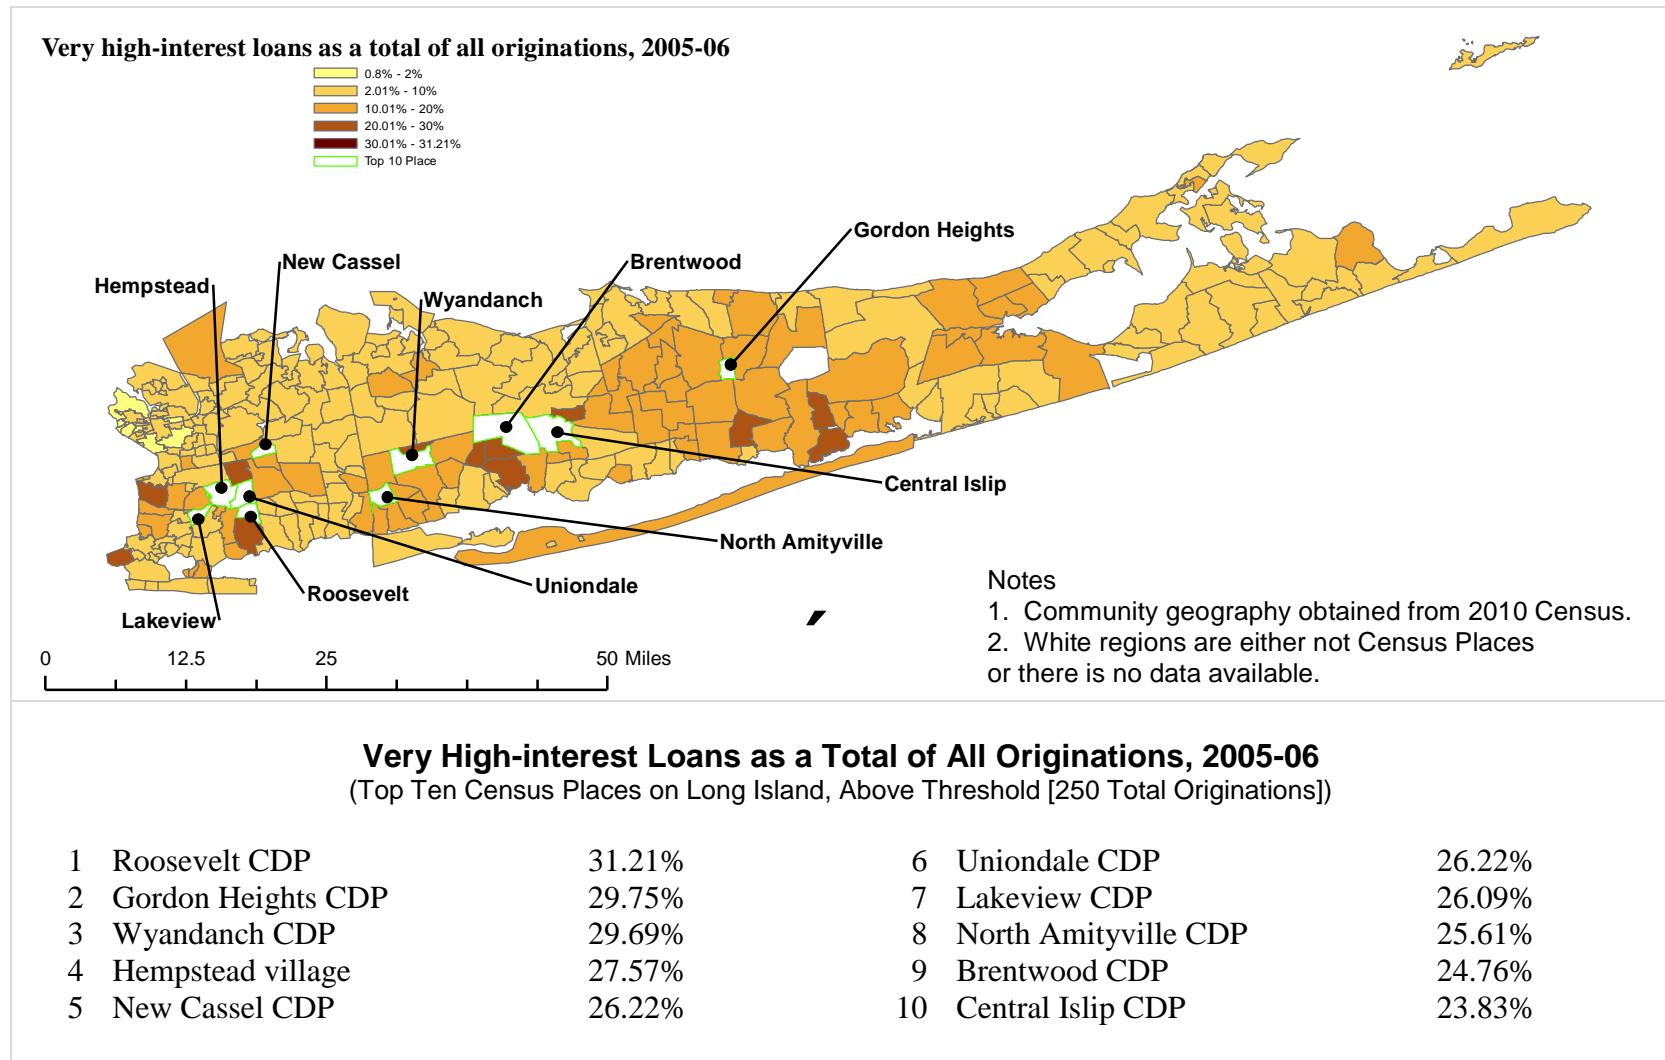 Very high-interest loans as a total of all originations, 2005-06
0.8% - 2%
2.01% - 10%
10.01% - 20%
20.01% - 30%
30.01% - 31.21%
Top 10 Place
Gordon Heights
New Cassel
Brentwood
Hempstead
Wyandanch
Central Islip
North Amityville
Uniondale
Roosevelt
Lakeview
Notes
1. Community geography obtained from 2010 Census.
2. White regions are either not Census Places
or there is no data available.
0 12.5 25 50 Miles
Very High-interest Loans as a Total of All Originations, 2005-06
(Top Ten Census Places on Long Island, Above Threshold [250 Total Originations])
1 Roosevelt CDP 31.21% 6 Uniondale CDP 26.22%
2 Gordon Heights CDP 29.75% 7 Lakeview CDP 26.09%
3 Wyandanch CDP 29.69% 8 North Amityville CDP 25.61%
4 Hempstead village 27.57% 9 Brentwood CDP 24.76%
5 New Cassel CDP 26.22% 10 Central Islip CDP 23.83%